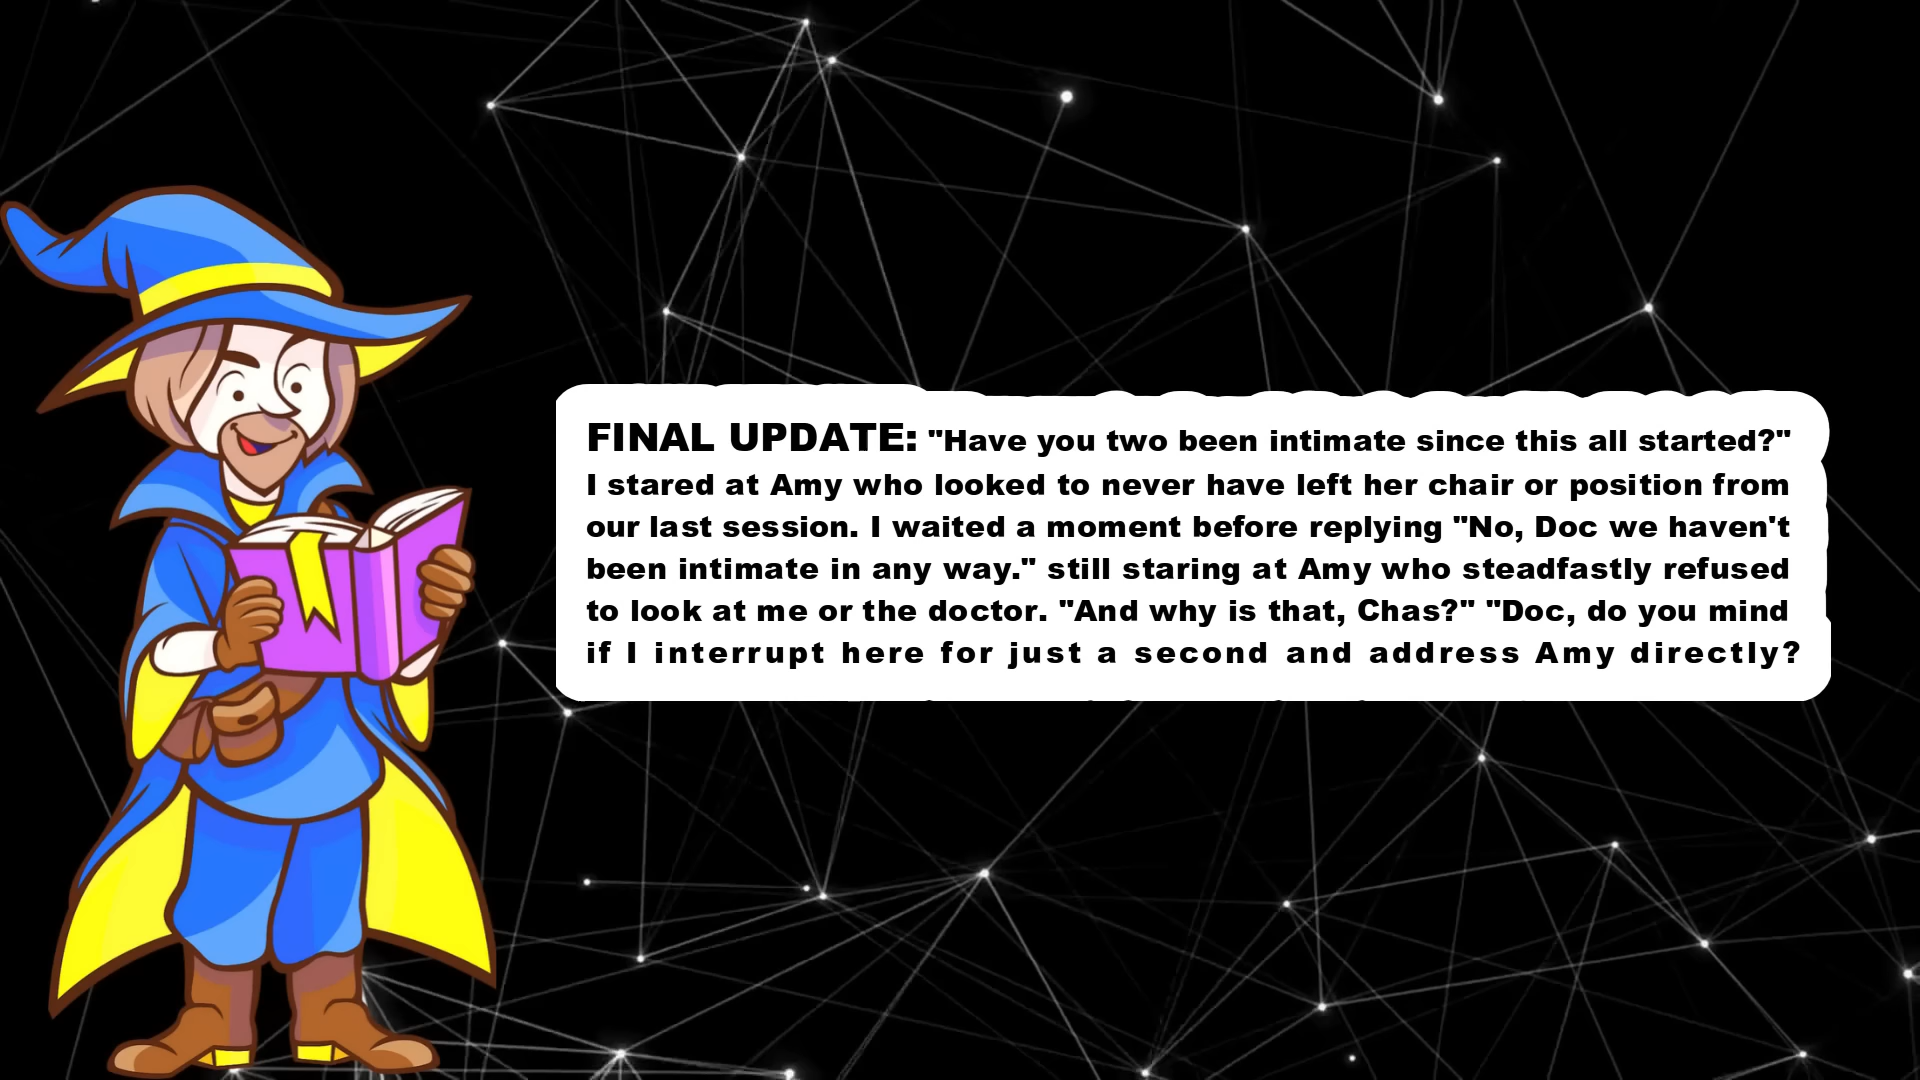 FINAL UPDATE: "Have you two been intimate since this all started?"
I stared at Amy who looked to never have left her chair or position from
our last session. I waited a moment before replying "No, Doc we haven't
been intimate in any way." still staring at Amy who steadfastly refused
to look at me or the doctor. "And why is that, Chas?" "Doc, do you mind
if I interrupt here for just a second and address Amy directly?